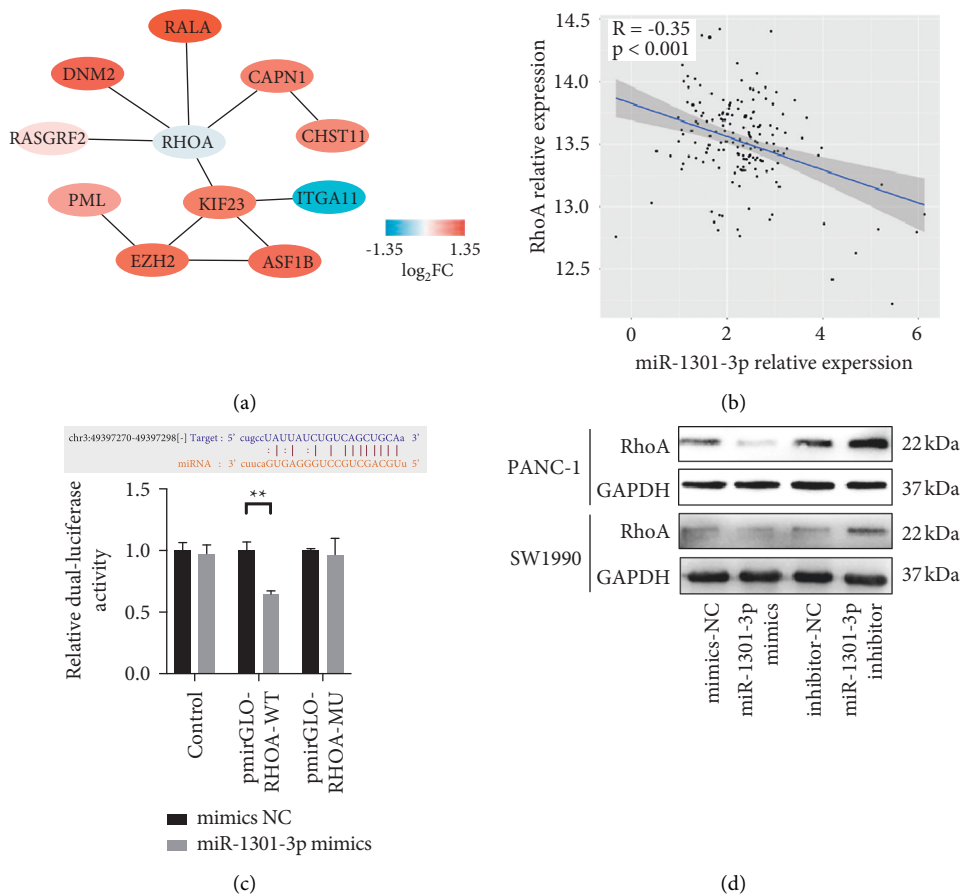 RALA
DNM2
CAPN1
RASGRF2
RHOA
CHST11
PML
KIF23
ITGA11
EZH2
ASF1B
-1.35 1.35
log₂FC
(a)
R = -0.35
p < 0.001
14.5
14.0
13.5
13.0
12.5
RhoA relative expression
0 2 4 6
miR-1301-3p relative experssion
(b)
chr3:49397270-49397298[-] Target : 5' cugccUAUUAUCUGUCAGCUGCAa 3'
: | | : | | | | | | | | | | |
miRNA : 3' cuucaGUGAGGGUCCGUCGACGUu 5'
Relative dual-luciferase
activity
1.5
1.0
0.5
0.0
**
Control
pmirGLO-
RHOA-WT
pmirGLO-
RHOA-MU
mimics NC
miR-1301-3p mimics
(c)
PANC-1
RhoA 22 kDa
GAPDH 37 kDa
SW1990
RhoA 22 kDa
GAPDH 37 kDa
mimics-NC
miR-1301-3p
mimics
inhibitor-NC
miR-1301-3p
inhibitor
(d)